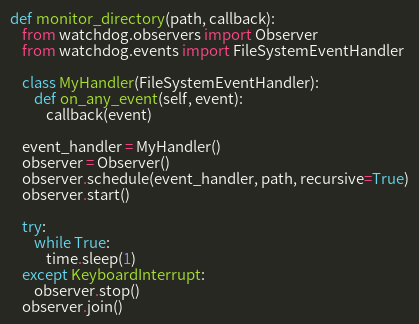 def monitor_directory(path, callback):
    from watchdog.observers import Observer
    from watchdog.events import FileSystemEventHandler

    class MyHandler(FileSystemEventHandler):
        def on_any_event(self, event):
            callback(event)

    event_handler = MyHandler()
    observer = Observer()
    observer.schedule(event_handler, path, recursive=True)
    observer.start()

    try:
        while True:
            time.sleep(1)
    except KeyboardInterrupt:
        observer.stop()
    observer.join()